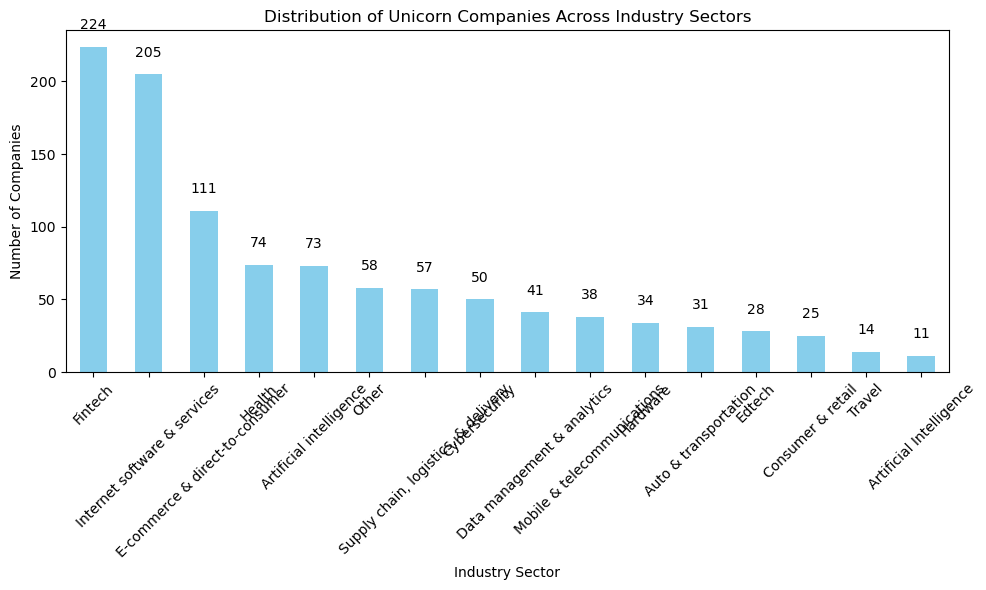 Distribution of Unicorn Companies Across Industry Sectors
Number of Companies
200
150
100
50
0
224
205
111
74
73
58
57
50
41
38
34
31
28
25
14
11
Fintech
Internet software & services
E-commerce & direct-to-consumer
Health
Artificial intelligence
Other
Supply chain, logistics, & delivery
Cybersecurity
Data management & analytics
Mobile & telecommunications
Hardware
Auto & transportation
Edtech
Consumer & retail
Travel
Artificial Intelligence
Industry Sector